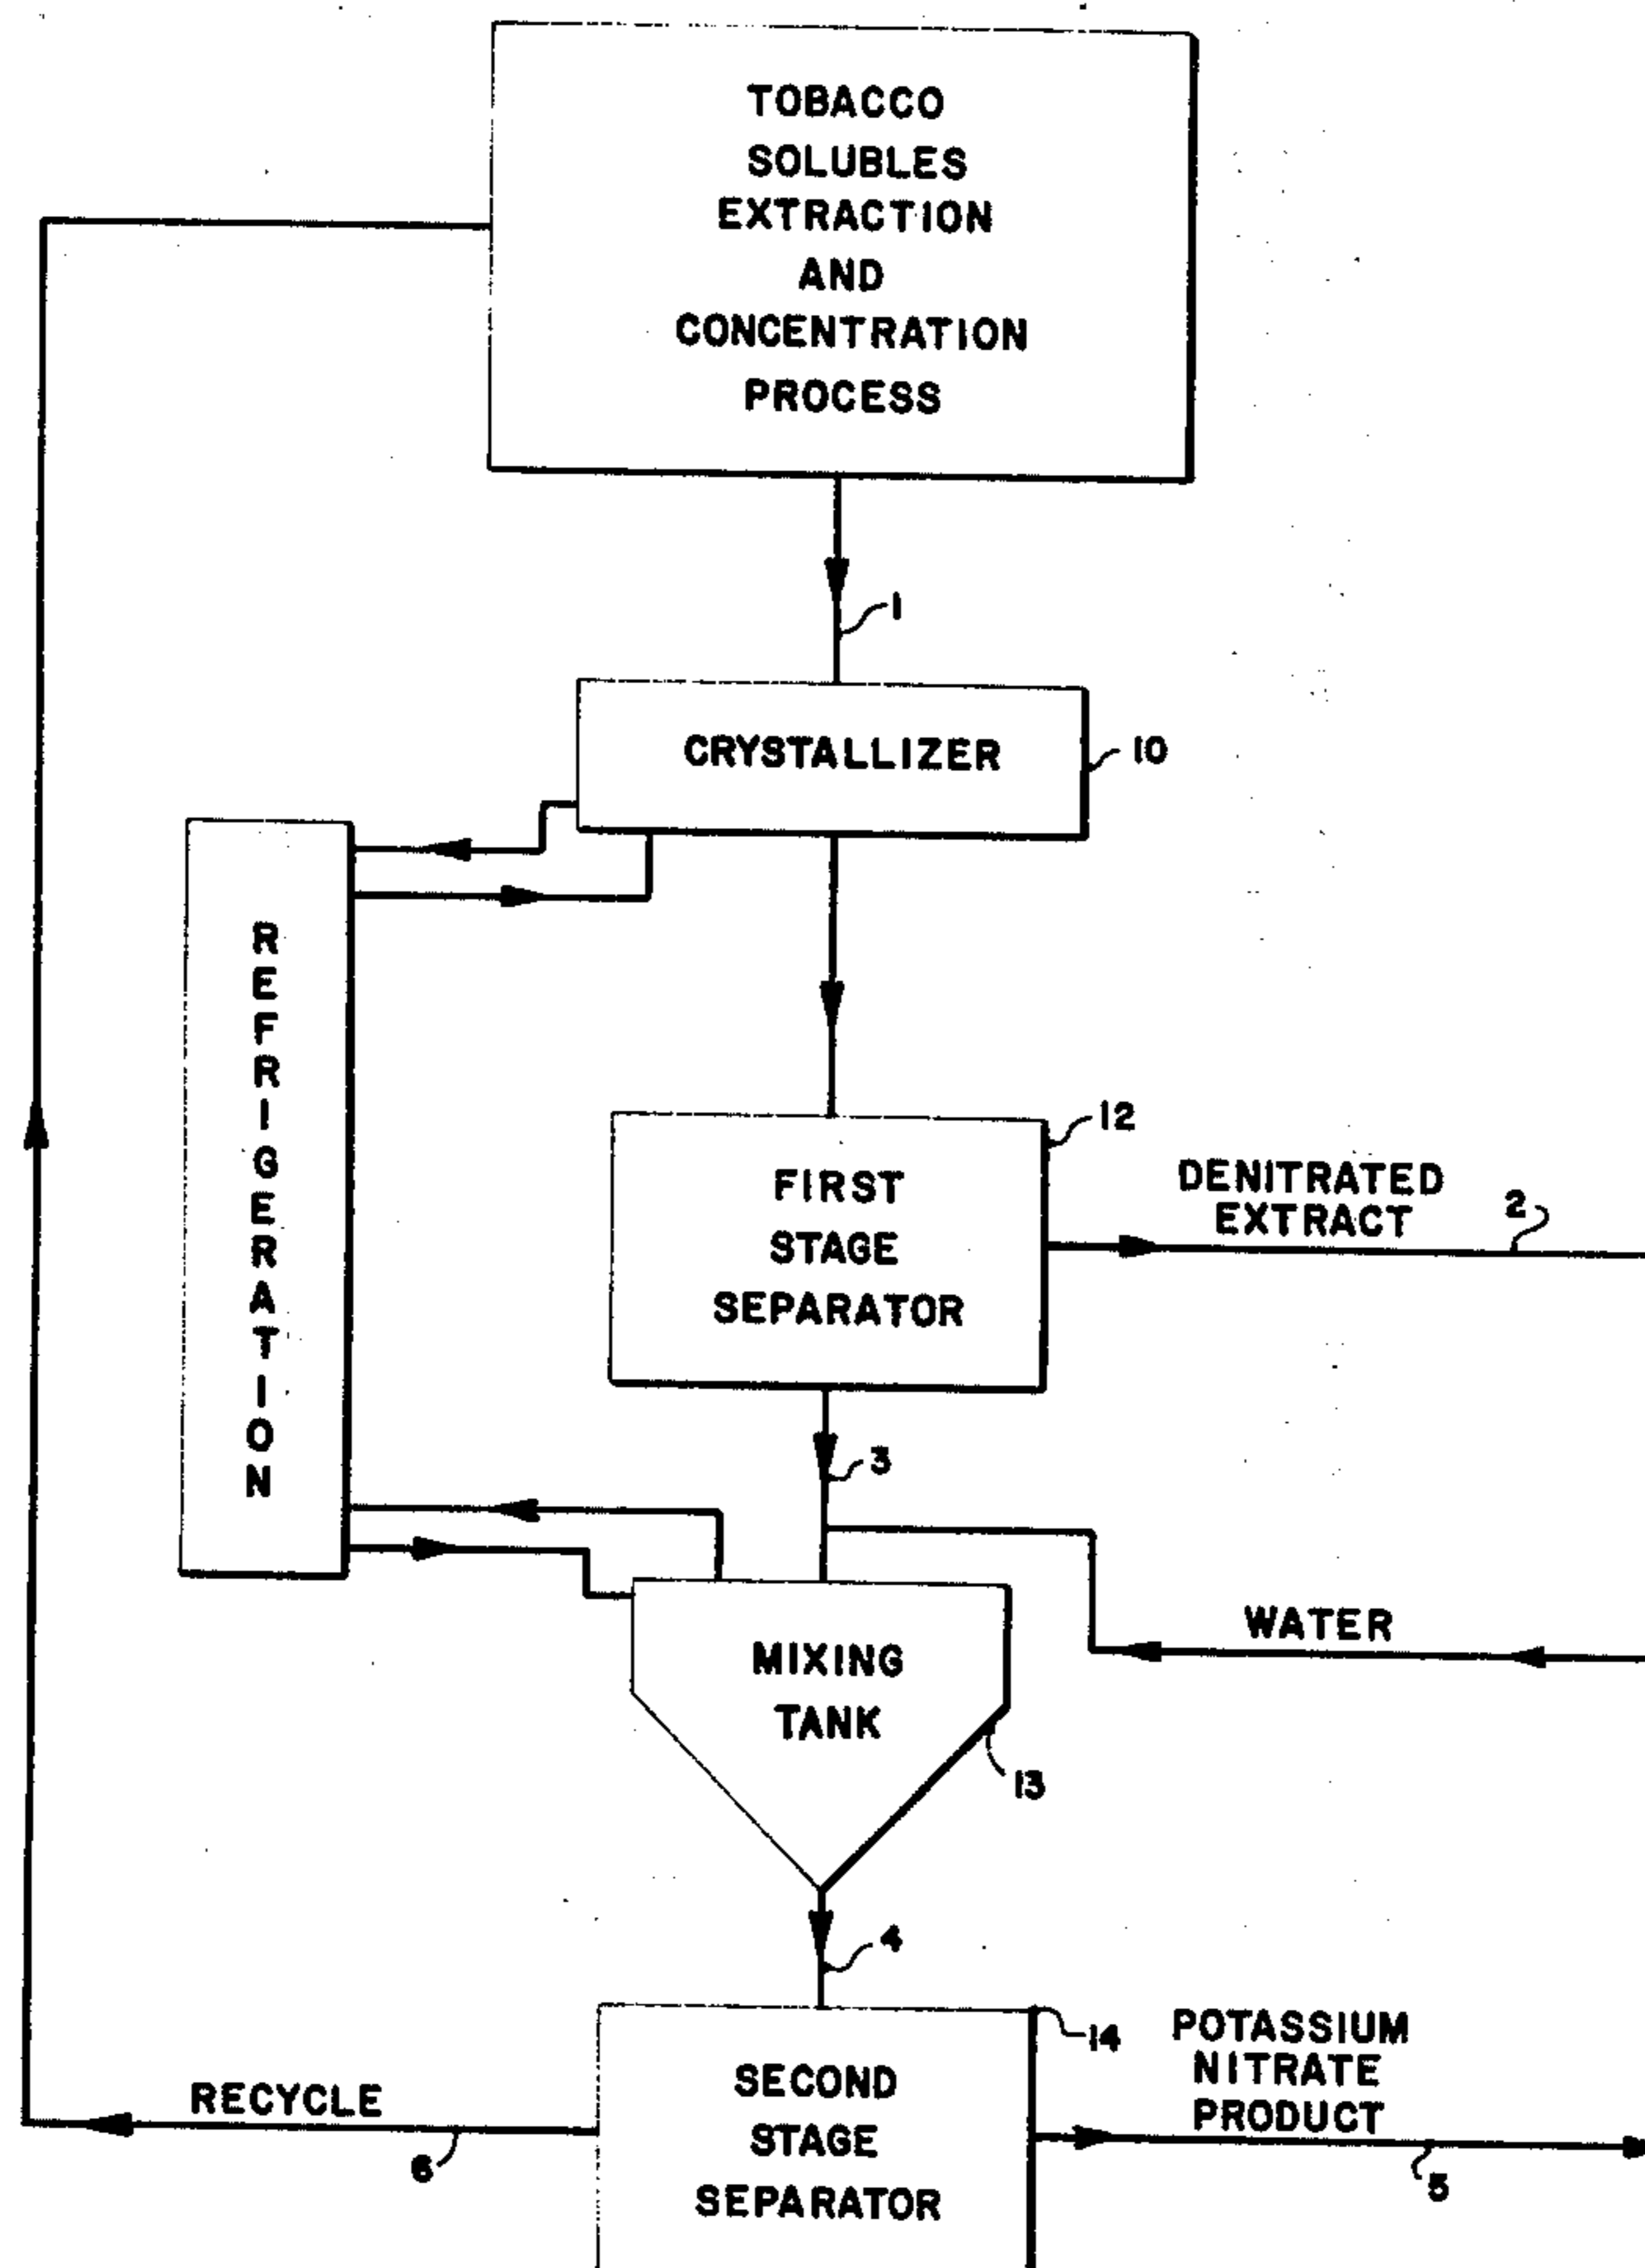 TOBACCO
SOLUBLES
EXTRACTION
AND
CONCENTRATION
PROCESS
1
CRYSTALLIZER
10
REFRIGERATION
12
FIRST
STAGE
SEPARATOR
DENITRATED
EXTRACT
2
3
WATER
MIXING
TANK
13
4
14
SECOND
STAGE
SEPARATOR
POTASSIUM
NITRATE
PRODUCT
5
RECYCLE
6